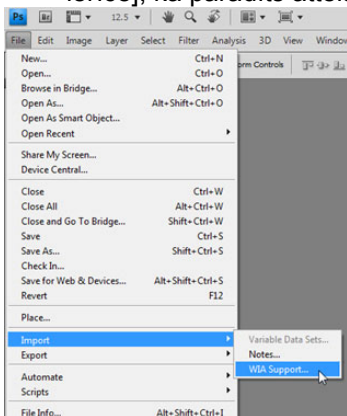 Ps Br 12.5
File Edit Image Layer Select Filter Analysis 3D View Window
New... Ctrl+N
Open... Ctrl+O
Browse in Bridge... Alt+Ctrl+O
Open As... Alt+Shift+Ctrl+O
Open As Smart Object...
Open Recent
Share My Screen...
Device Central...
Close Ctrl+W
Close All Alt+Ctrl+W
Close and Go To Bridge... Shift+Ctrl+W
Save Ctrl+S
Save As... Shift+Ctrl+S
Check In...
Save for Web & Devices... Alt+Shift+Ctrl+S
Revert F12
Place...
Import
Export
Automate
Scripts
File Info... Alt+Shift+Ctrl+I
Controls
Variable Data Sets...
Notes...
WIA Support...